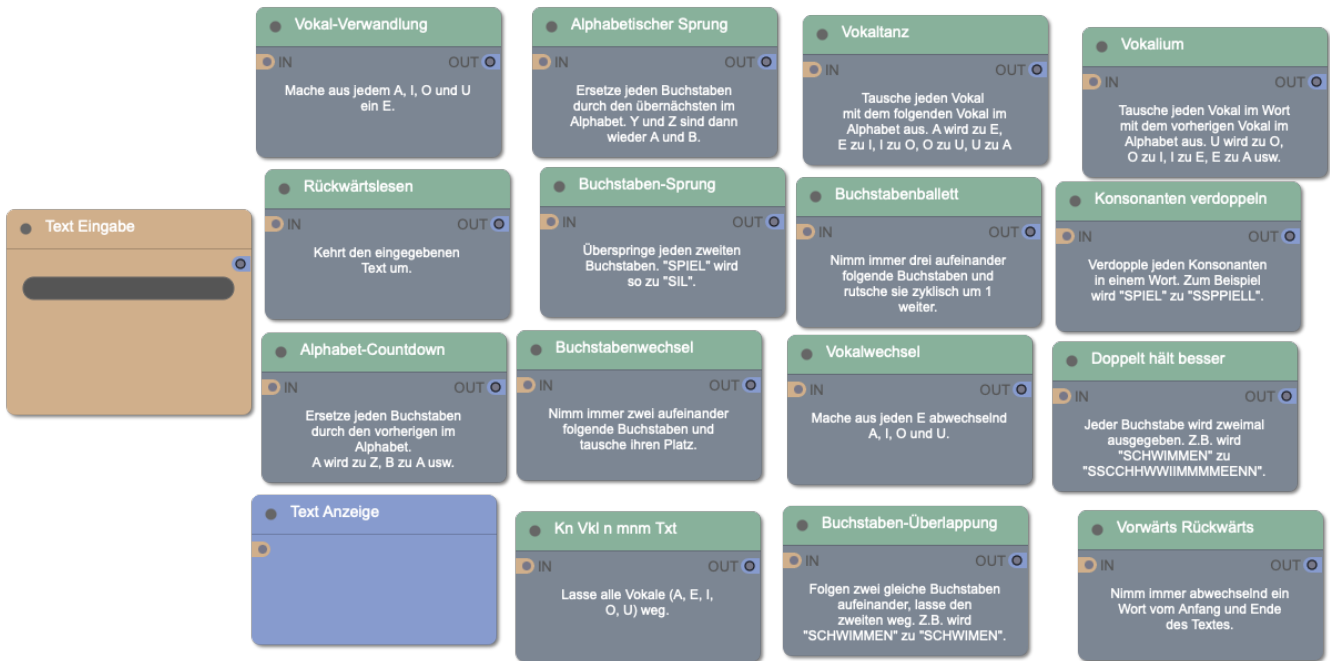 Vokal-Verwandlung
IN OUT
Mache aus jedem A, I, O und U
ein E.
Alphabetischer Sprung
IN OUT
Ersetze jeden Buchstaben
durch den übernächsten im
Alphabet. Y und Z sind dann
wieder A und B.
Vokaltanz
IN OUT
Tausche jeden Vokal
mit dem folgenden Vokal im
Alphabet aus. A wird zu E,
E zu I, I zu O, O zu U, U zu A
Vokalium
IN OUT
Tausche jeden Vokal im Wort
mit dem vorherigen Vokal im
Alphabet aus. U wird zu O,
O zu I, I zu E, E zu A usw.
Text Eingabe
Rückwärtslesen
IN OUT
Kehrt den eingegebenen
Text um.
Buchstaben-Sprung
IN OUT
Überspringe jeden zweiten
Buchstaben. "SPIEL" wird
so zu "SIL".
Buchstabenballett
IN OUT
Nimm immer drei aufeinander
folgende Buchstaben und
rutsche sie zyklisch um 1
weiter.
Konsonanten verdoppeln
IN OUT
Verdopple jeden Konsonanten
in einem Wort. Zum Beispiel
wird "SPIEL" zu "SSPPIELL".
Alphabet-Countdown
IN OUT
Ersetze jeden Buchstaben
durch den vorherigen im
Alphabet.
A wird zu Z, B zu A usw.
Buchstabenwechsel
IN OUT
Nimm immer zwei aufeinander
folgende Buchstaben und
tausche ihren Platz.
Vokalwechsel
IN OUT
Mache aus jeden E abwechselnd
A, I, O und U.
Doppelt hält besser
IN OUT
Jeder Buchstabe wird zweimal
ausgegeben. Z.B. wird
"SCHWIMMEN" zu
"SSCCHHWWIIMMMMEENN".
Text Anzeige
Kn Vkl n mnm Txt
IN OUT
Lasse alle Vokale (A, E, I,
O, U) weg.
Buchstaben-Überlappung
IN OUT
Folgen zwei gleiche Buchstaben
aufeinander, lasse den
zweiten weg. Z.B. wird
"SCHWIMMEN" zu "SCHWIMEN".
Vorwärts Rückwärts
IN OUT
Nimm immer abwechselnd ein
Wort vom Anfang und Ende
des Textes.